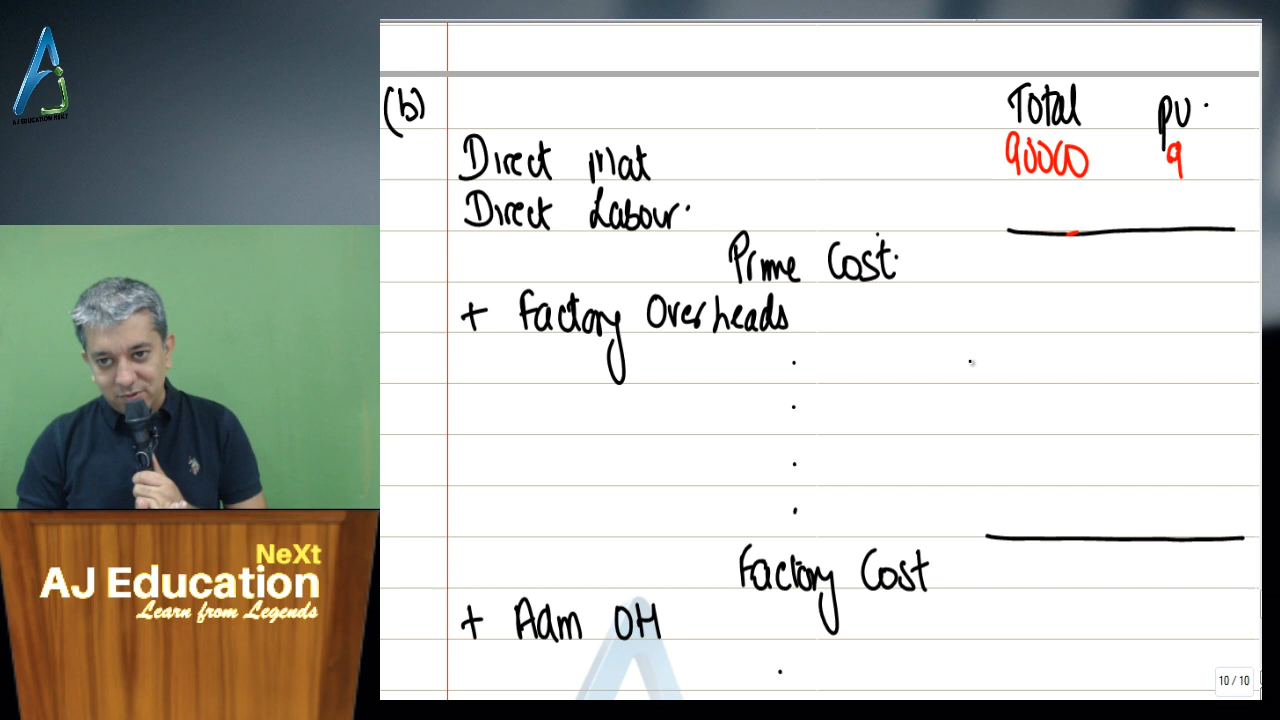 AJ EDUCATION NEXT
(b)
Total pu.
Direct Mat 90000 9
Direct Labour.
Prime Cost.
+ Factory Overheads
Factory Cost
+ Adm OH
10 / 10
NeXt
AJ Education
Learn from Legends